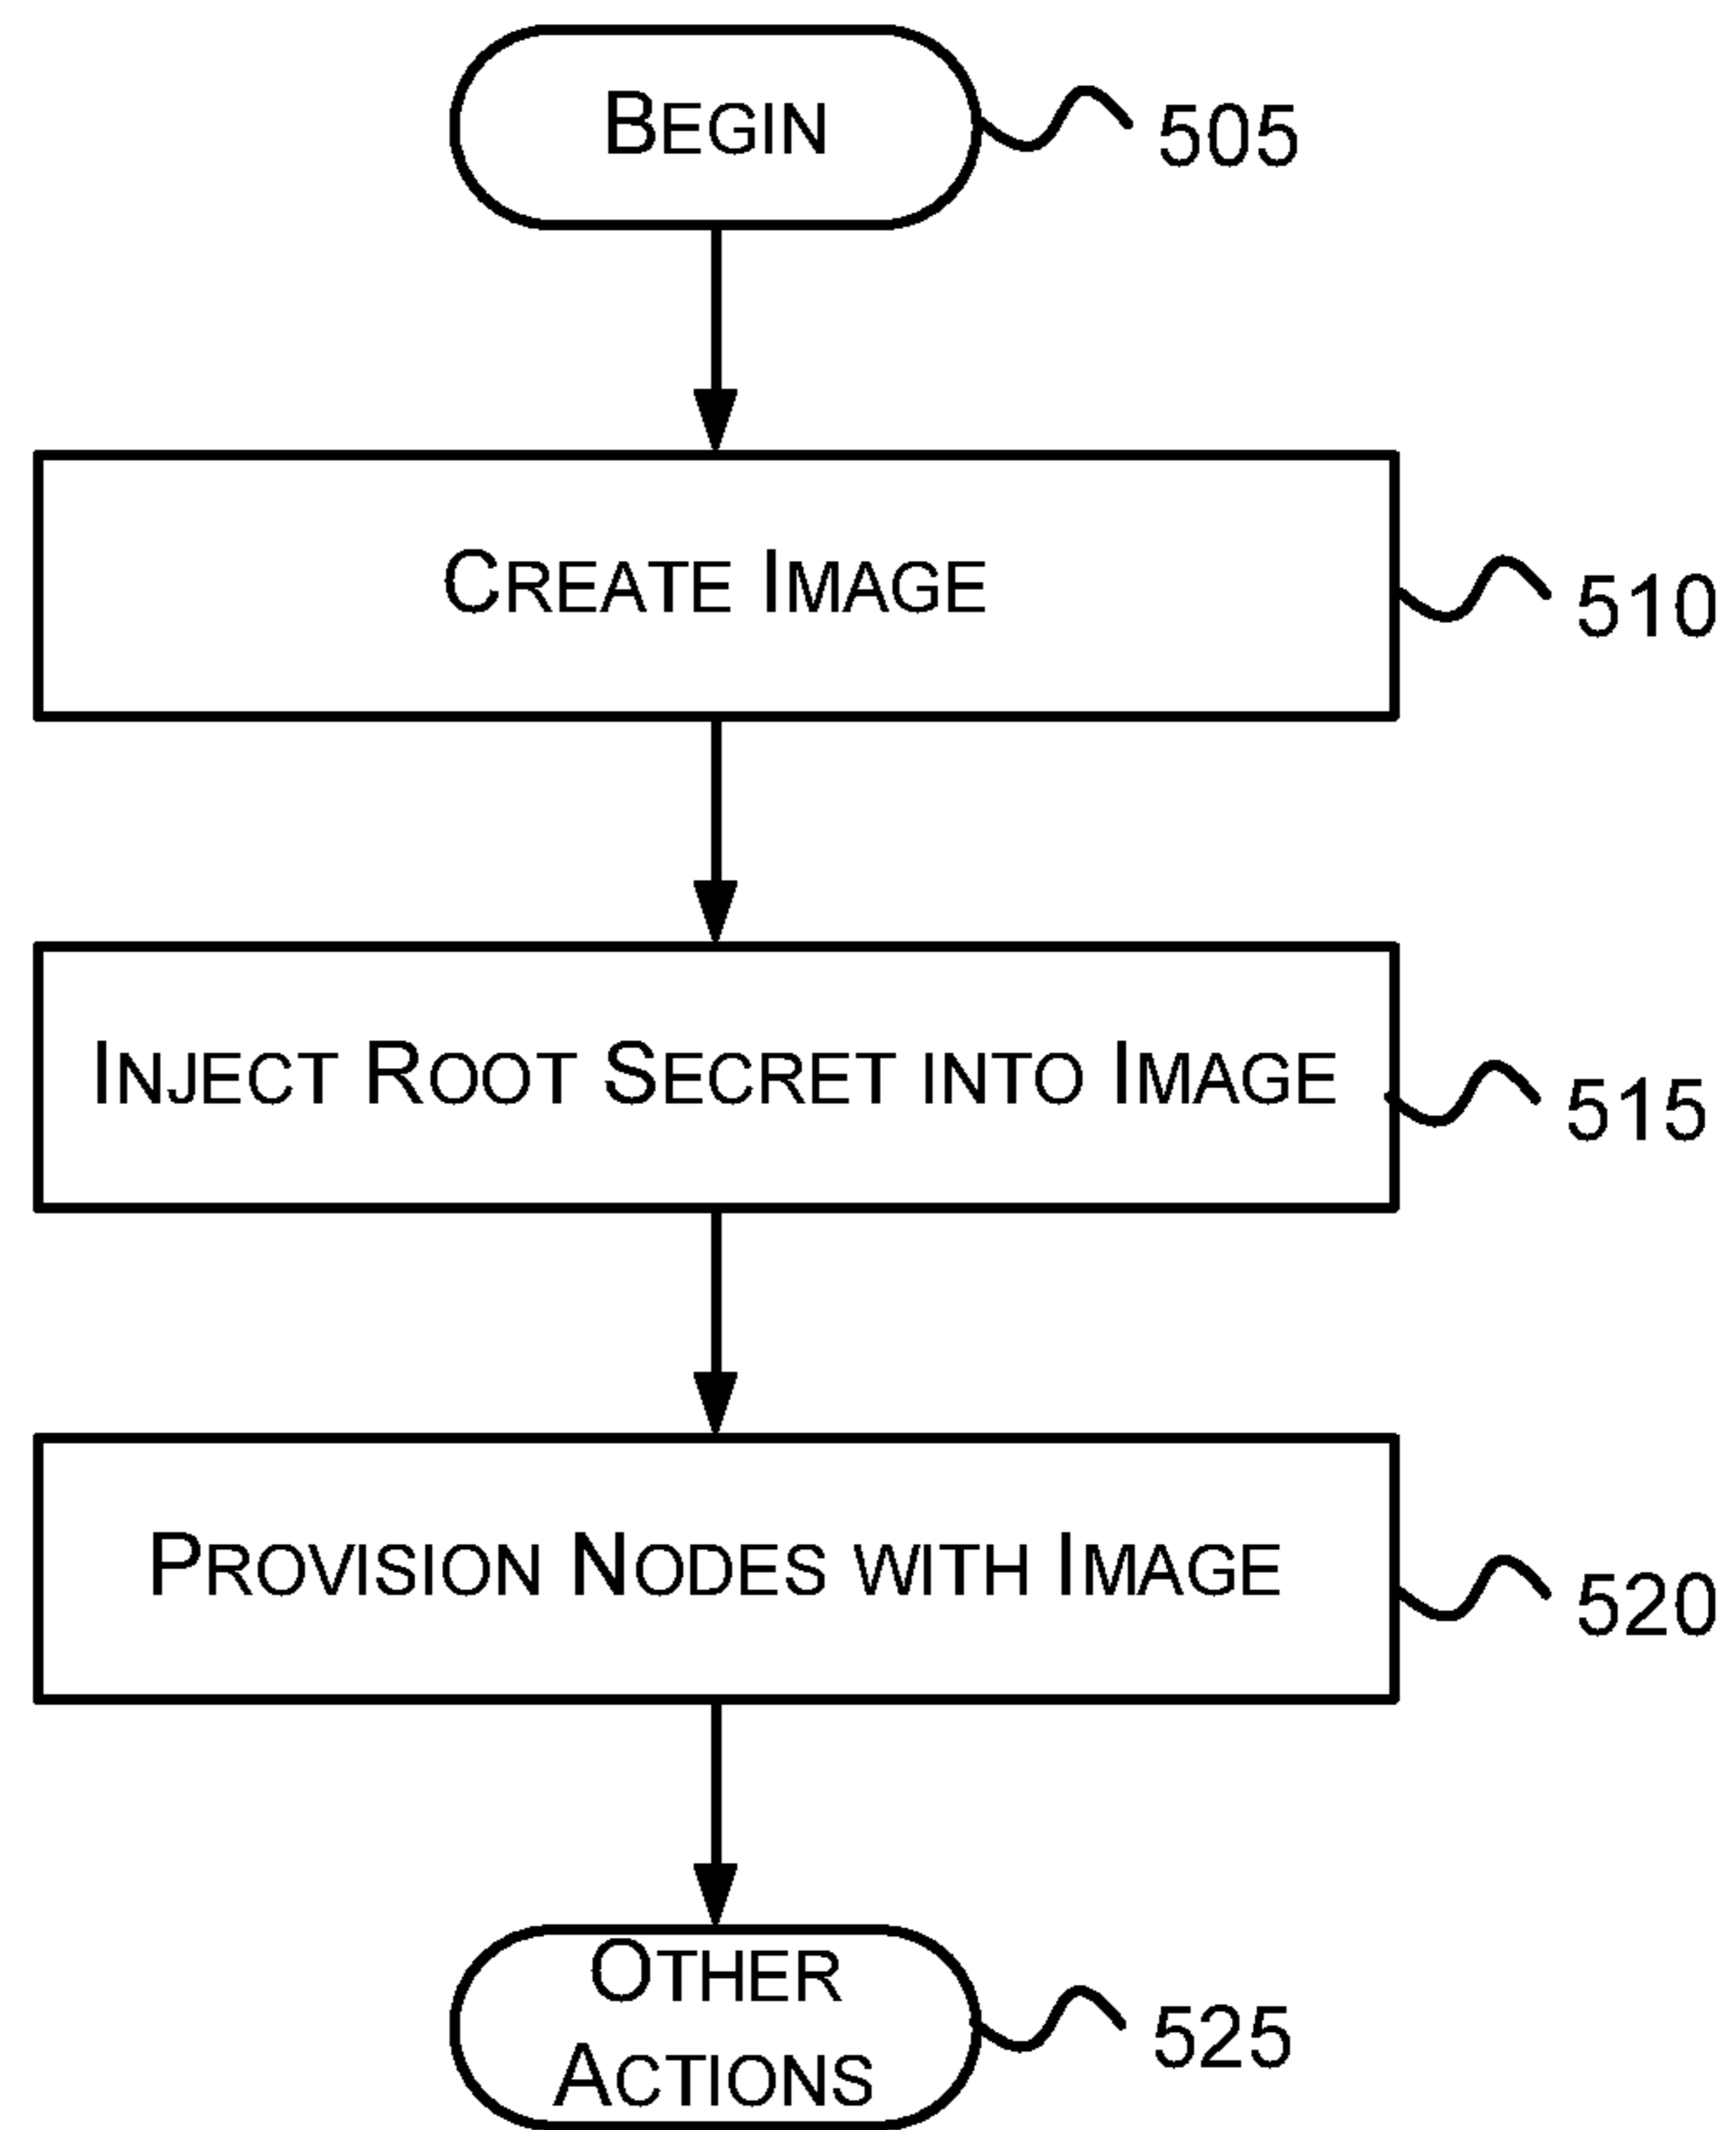 BEGIN
505
CREATE IMAGE
510
INJECT ROOT SECRET INTO IMAGE
515
PROVISION NODES WITH IMAGE
520
OTHER
ACTIONS
525